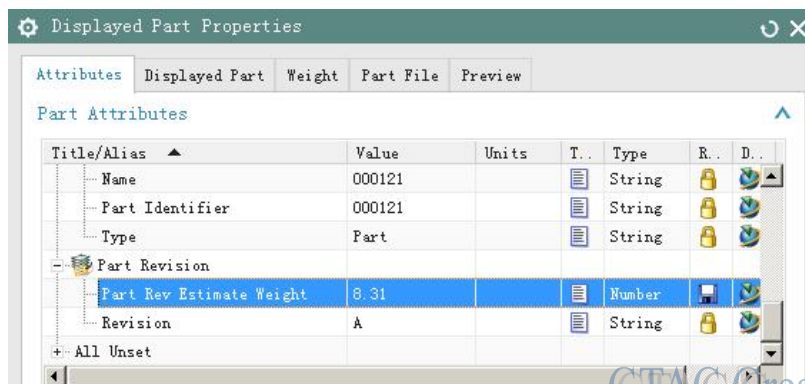 Displayed Part Properties
Attributes Displayed Part Weight Part File Preview
Part Attributes
Title/Alias Value Units T.. Type R.. D..
Name 000121 String
Part Identifier 000121 String
Type Part String
Part Revision
Part Rev Estimate Weight 8.31 Number
Revision A String
All Unset